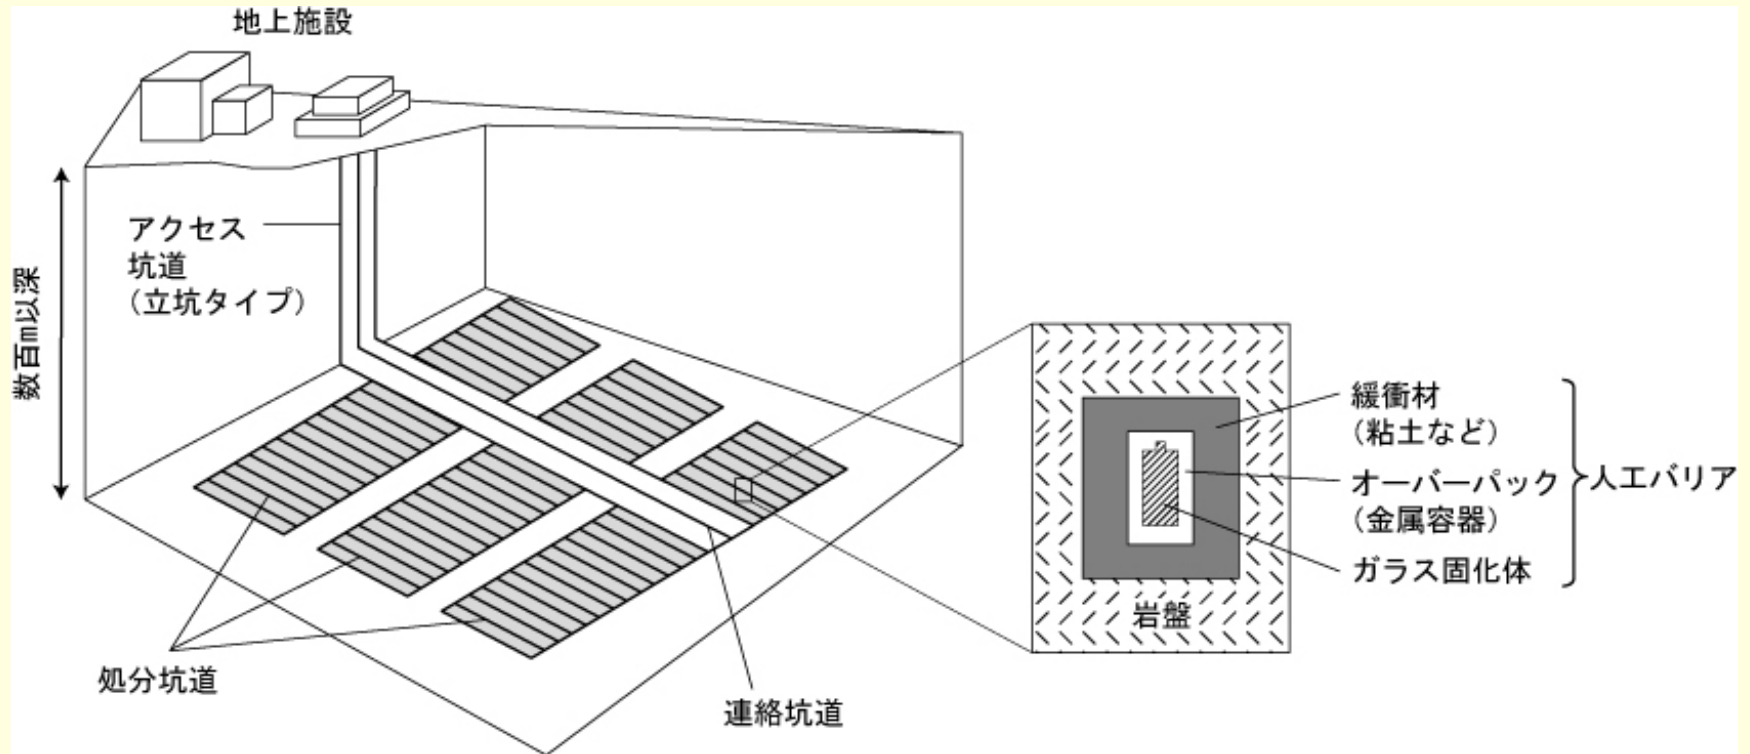 地上施設
アクセス
坑道
（立坑タイプ）
数百m以深
処分坑道
連絡坑道
緩衝材
（粘土など）
オーバーパック
（金属容器）
ガラス固化体
人工バリア
岩盤